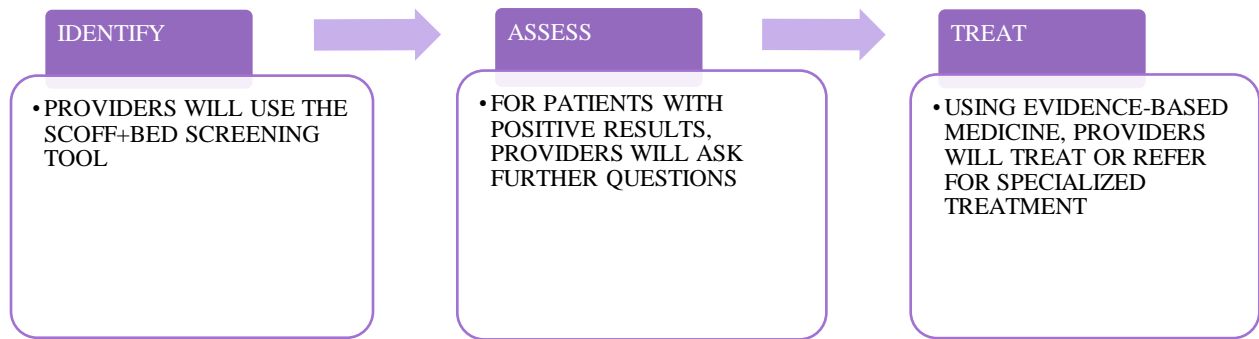 IDENTIFY
• PROVIDERS WILL USE THE
SCOFF+BED SCREENING
TOOL
ASSESS
• FOR PATIENTS WITH
POSITIVE RESULTS,
PROVIDERS WILL ASK
FURTHER QUESTIONS
TREAT
• USING EVIDENCE-BASED
MEDICINE, PROVIDERS
WILL TREAT OR REFER
FOR SPECIALIZED
TREATMENT